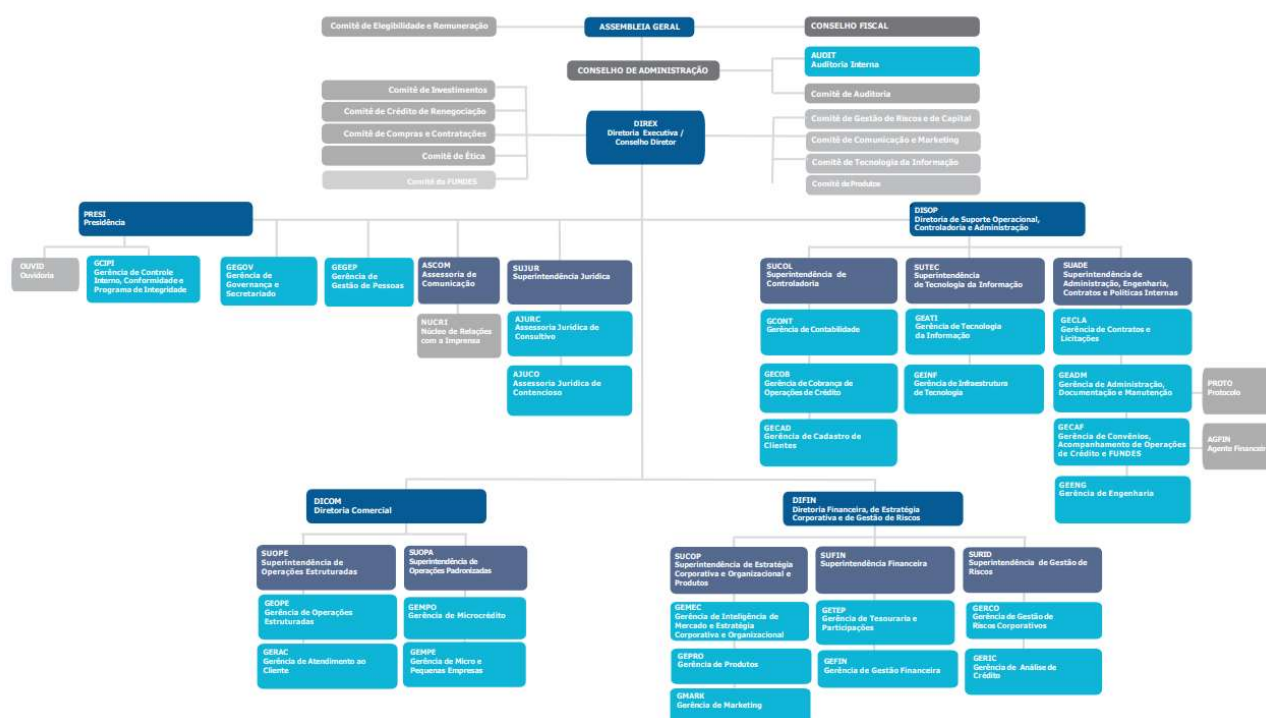 Comitê de Elegibilidade e Remuneração
ASSEMBLEIA GERAL
CONSELHO FISCAL
CONSELHO DE ADMINISTRAÇÃO
AUDIT
Auditoria Interna
Comitê de Auditoria
Comitê de Investimentos
Comitê de Crédito de Renegociação
Comitê de Compras e Contratações
Comitê de Ética
Comitê do FUNDES
DIREX
Diretoria Executiva /
Conselho Diretor
Comitê de Gestão de Riscos e de Capital
Comitê de Comunicação e Marketing
Comitê de Tecnologia da Informação
Comitê de Produtos
PRESI
Presidência
DISOP
Diretoria de Suporte Operacional,
Controladoria e Administração
OUVID
Ouvidoria
GCIPI
Gerência de Controle
Interno, Conformidade e
Programa de Integridade
GEGOV
Gerência de
Governança e
Secretariado
GEGEP
Gerência de
Gestão de Pessoas
ASCOM
Assessoria de
Comunicação
NUCRI
Núcleo de Relações
com a Imprensa
SUJUR
Superintendência Jurídica
AJURC
Assessoria Jurídica de
Consultivo
AJUCO
Assessoria Jurídica de
Contencioso
SUCOL
Superintendência de
Controladoria
GCONT
Gerência de Contabilidade
GECOB
Gerência de Cobrança de
Operações de Crédito
GECAD
Gerência de Cadastro de
Clientes
SUTEC
Superintendência
de Tecnologia da Informação
GEATI
Gerência de Tecnologia
da Informação
GEINF
Gerência de Infraestrutura
de Tecnologia
SUADE
Superintendência de
Administração, Engenharia,
Contratos e Políticas Internas
GECLA
Gerência de Contratos e
Licitações
GEADM
Gerência de Administração,
Documentação e Manutenção
PROTO
Protocolo
GECAF
Gerência de Convênios,
Acompanhamento de Operações
de Crédito e FUNDES
AGFIN
Agente Financeiro
GEENG
Gerência de Engenharia
DICOM
Diretoria Comercial
SUOPE
Superintendência de
Operações Estruturadas
GEOPE
Gerência de Operações
Estruturadas
GERAC
Gerência de Atendimento ao
Cliente
SUOPA
Superintendência de
Operações Padronizadas
GEMPO
Gerência de Microcrédito
GEMPE
Gerência de Micro e
Pequenas Empresas
DIFIN
Diretoria Financeira, de Estratégia
Corporativa e de Gestão de Riscos
SUCOP
Superintendência de Estratégia
Corporativa e Organizacional e
Produtos
GEMEC
Gerência de Inteligência de
Mercado e Estratégia
Corporativa e Organizacional
GEPRO
Gerência de Produtos
GMARK
Gerência de Marketing
SUFIN
Superintendência Financeira
GETEP
Gerência de Tesouraria e
Participações
GEFIN
Gerência de Gestão Financeira
SURID
Superintendência de Gestão de
Riscos
GERCO
Gerência de Gestão de
Riscos Corporativos
GERIC
Gerência de Análise de
Crédito